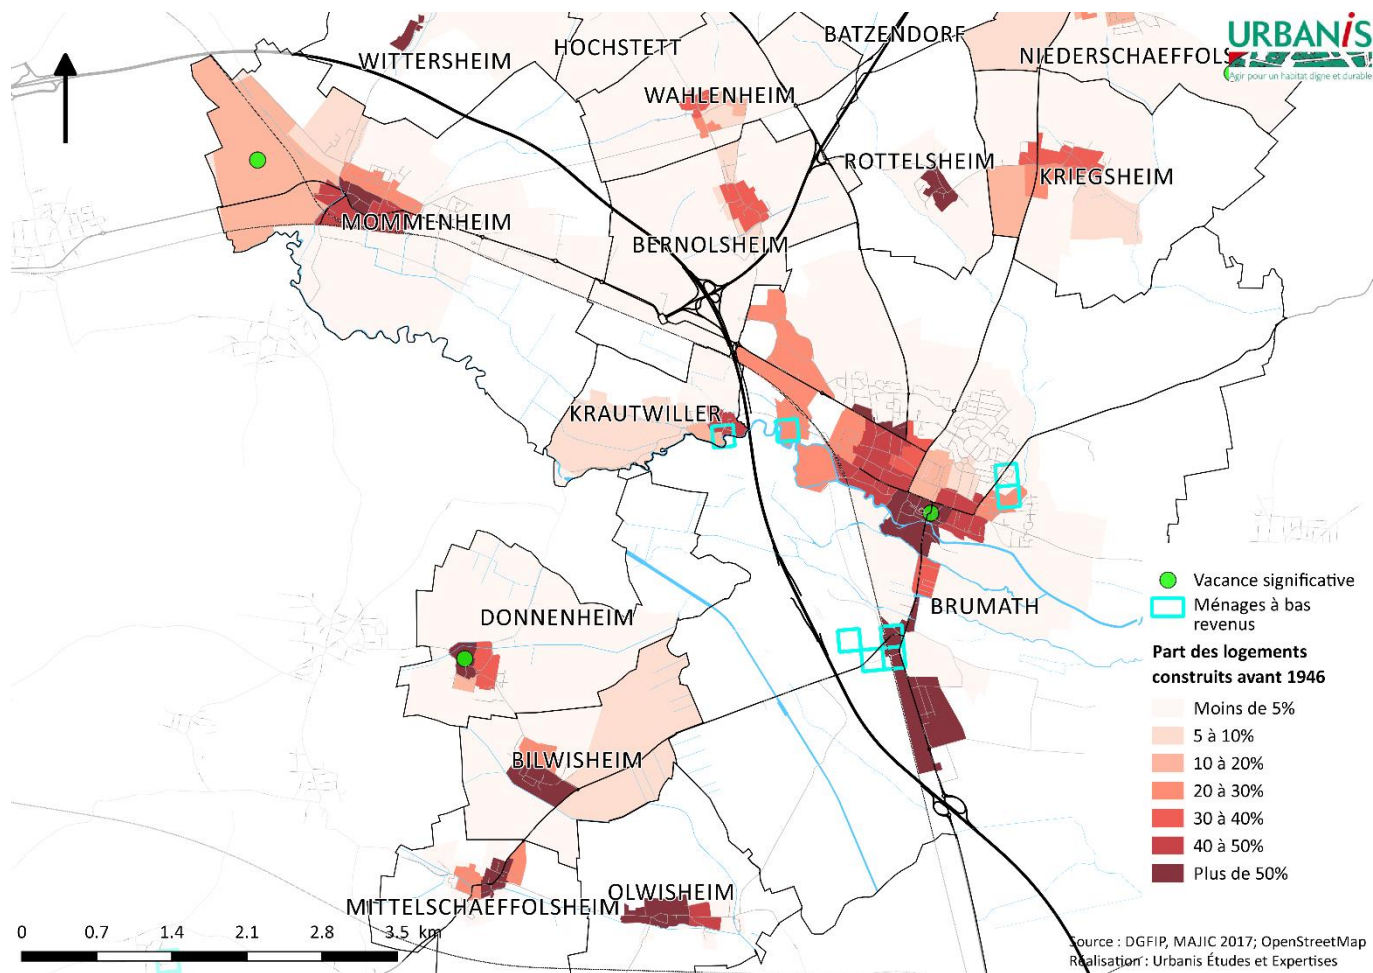 WITTERSHEIM
HOCHSTETT
BATZENDORF
NIEDERSCHAEFFOLS
URBANiS
Agir pour un habitat digne et durable
WAHLENHEIM
ROTTELSHEIM
KRIEGSHEIM
MOMMENHEIM
BERNOLSHEIM
KRAUTWILLER
DONNENHEIM
BRUMATH
BILWISHEIM
MITTELSCHAEFFOLSHEIM
OLWISHEIM
Vacance significative
Ménages à bas
revenus
Part des logements
construits avant 1946
Moins de 5%
5 à 10%
10 à 20%
20 à 30%
30 à 40%
40 à 50%
Plus de 50%
0 0.7 1.4 2.1 2.8 3.5 km
Source : DGFIP, MAJIC 2017; OpenStreetMap
Réalisation : Urbanis Études et Expertises